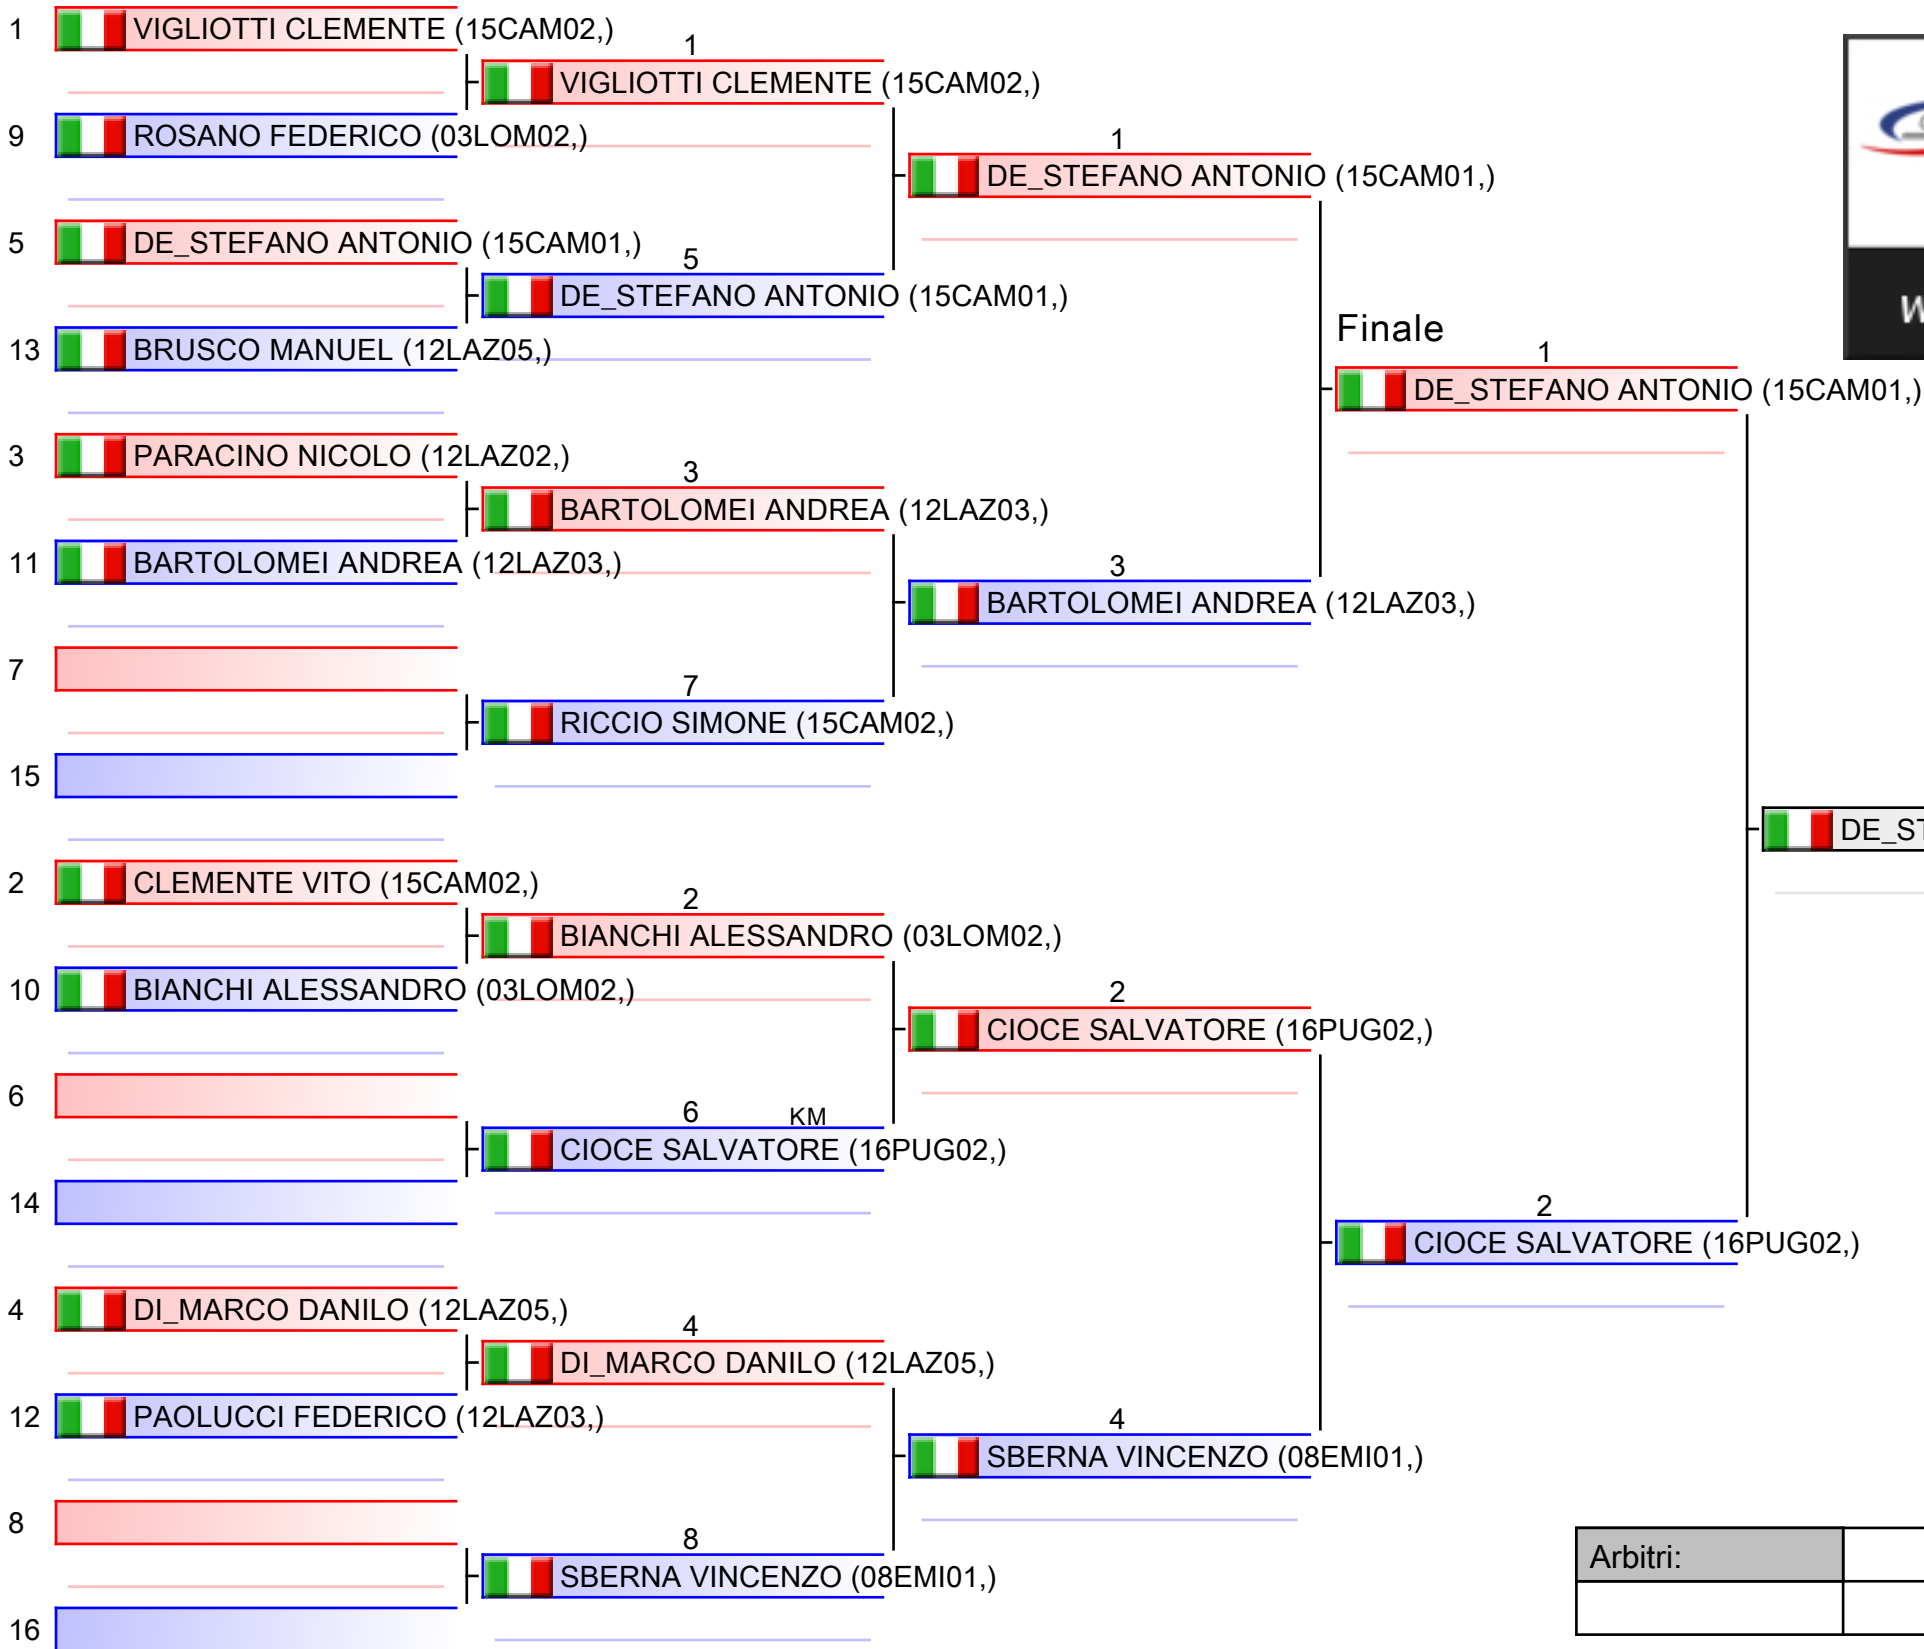 1 VIGLIOTTI CLEMENTE (15CAM02,)
1
VIGLIOTTI CLEMENTE (15CAM02,)
9 ROSANO FEDERICO (03LOM02,)
1
DE_STEFANO ANTONIO (15CAM01,)
5 DE_STEFANO ANTONIO (15CAM01,)
5
DE_STEFANO ANTONIO (15CAM01,)
13 BRUSCO MANUEL (12LAZ05,)
Finale
1
DE_STEFANO ANTONIO (15CAM01,)
3 PARACINO NICOLO (12LAZ02,)
3
BARTOLOMEI ANDREA (12LAZ03,)
11 BARTOLOMEI ANDREA (12LAZ03,)
3
BARTOLOMEI ANDREA (12LAZ03,)
7
7
RICCIO SIMONE (15CAM02,)
15
DE_ST
2 CLEMENTE VITO (15CAM02,)
2
BIANCHI ALESSANDRO (03LOM02,)
10 BIANCHI ALESSANDRO (03LOM02,)
2
CIOCE SALVATORE (16PUG02,)
6
6 KM
CIOCE SALVATORE (16PUG02,)
14
2
CIOCE SALVATORE (16PUG02,)
4 DI_MARCO DANILO (12LAZ05,)
4
DI_MARCO DANILO (12LAZ05,)
12 PAOLUCCI FEDERICO (12LAZ03,)
4
SBERNA VINCENZO (08EMI01,)
8
8
SBERNA VINCENZO (08EMI01,)
16
Arbitri: